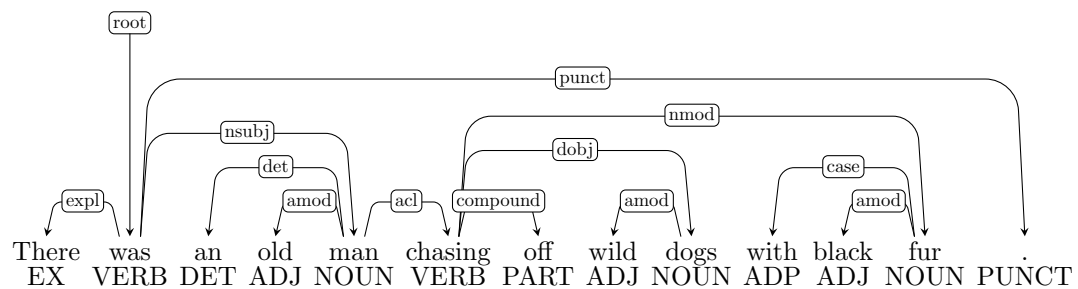 root
punct
nmod
nsubj
dobj
det case
expl amod acl compound amod amod
There was an old man chasing off wild dogs with black fur .
EX VERB DET ADJ NOUN VERB PART ADJ NOUN ADP ADJ NOUN PUNCT